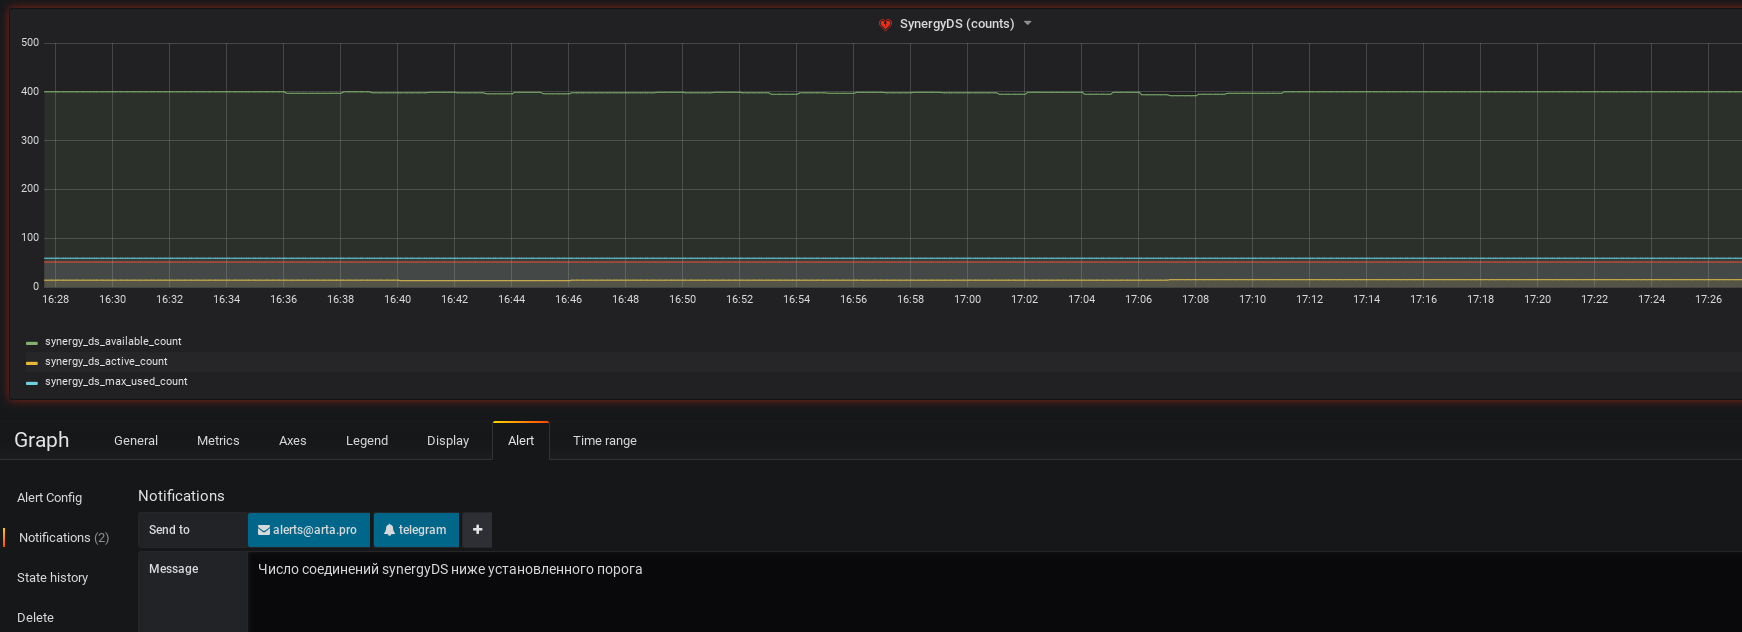 SynergyDS (counts)
500
400
300
200
100
0
16:28 16:30 16:32 16:34 16:36 16:38 16:40 16:42 16:44 16:46 16:48 16:50 16:52 16:54 16:56 16:58 17:00 17:02 17:04 17:06 17:08 17:10 17:12 17:14 17:16 17:18 17:20 17:22 17:24 17:26
synergy_ds_available_count
synergy_ds_active_count
synergy_ds_max_used_count
Graph General Metrics Axes Legend Display Alert Time range
Alert Config
Notifications (2)
State history
Delete
Notifications
Send to alerts@arta.pro telegram +
Message Число соединений synergyDS ниже установленного порога